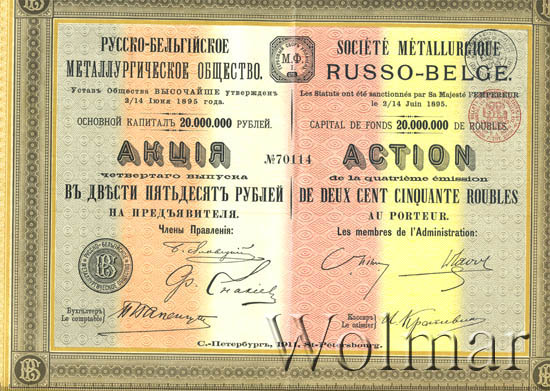 РУССКО-БЕЛЬГІЙСКОЕ
МЕТАЛЛУРГИЧЕСКОЕ ОБЩЕСТВО.
Уставъ Общества ВЫСОЧАЙШЕ утвержденъ
2/14 Іюня 1895 года.
ОСНОВНОЙ КАПИТАЛЪ 20.000.000 РУБЛЕЙ.
АКЦІЯ
четвертаго выпуска
ВЪ ДВѢСТИ ПЯТЬДЕСЯТЪ РУБЛЕЙ
НА ПРЕДЪЯВИТЕЛЯ.
Члены Правленія:
М.Ф.
№70114
SOCIÉTÉ MÉTALLURGIQUE
RUSSO-BELGE.
Les Statuts ont été sanctionnés par Sa Majesté l'EMPEREUR
le 2/14 Juin 1895.
CAPITAL DE FONDS 20.000.000 DE ROUBLES.
ACTION
de la quatrième émission
DE DEUX CENT CINQUANTE ROUBLES
AU PORTEUR.
Les membres de l'Administration:
Бухгалтеръ
Le comptable
Кассиръ
Le caissier
С.-Петербургъ, 1911. St-Pétersbourg.
Wolmar